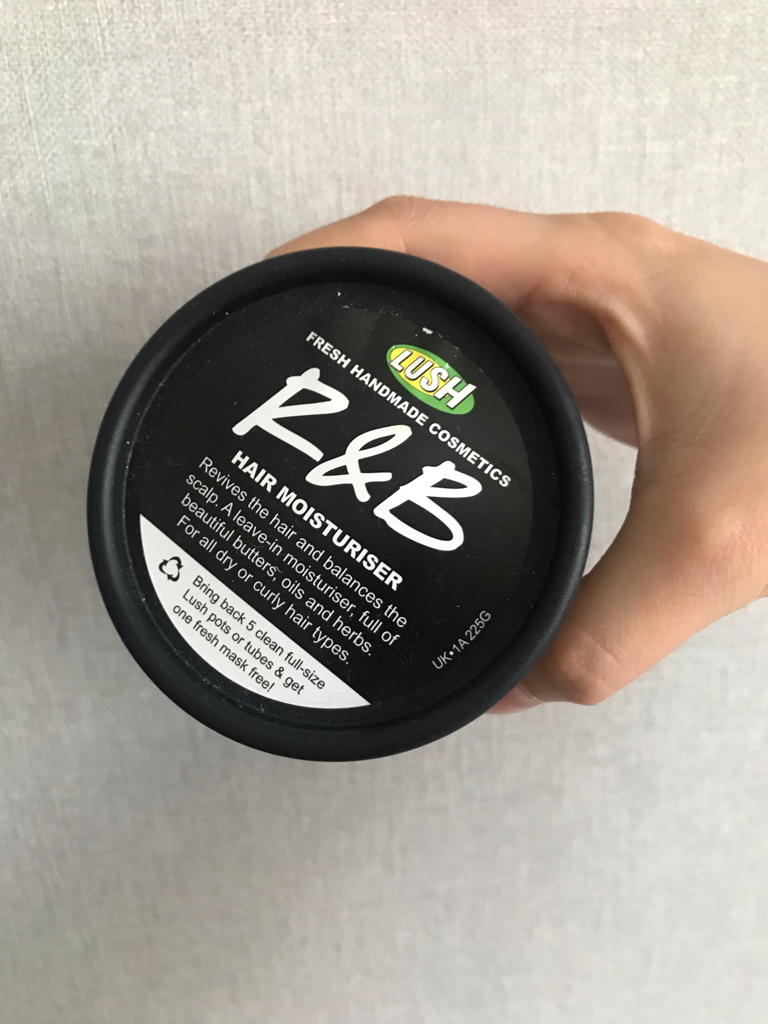 LUSH
FRESH HANDMADE COSMETICS
R&B
HAIR MOISTURISER
Revives the hair and balances the
scalp. A leave-in moisturiser, full of
beautiful butters, oils and herbs.
For all dry or curly hair types.
Bring back 5 clean full-size
Lush pots or tubes & get
one fresh mask free!
UK•1A 225G